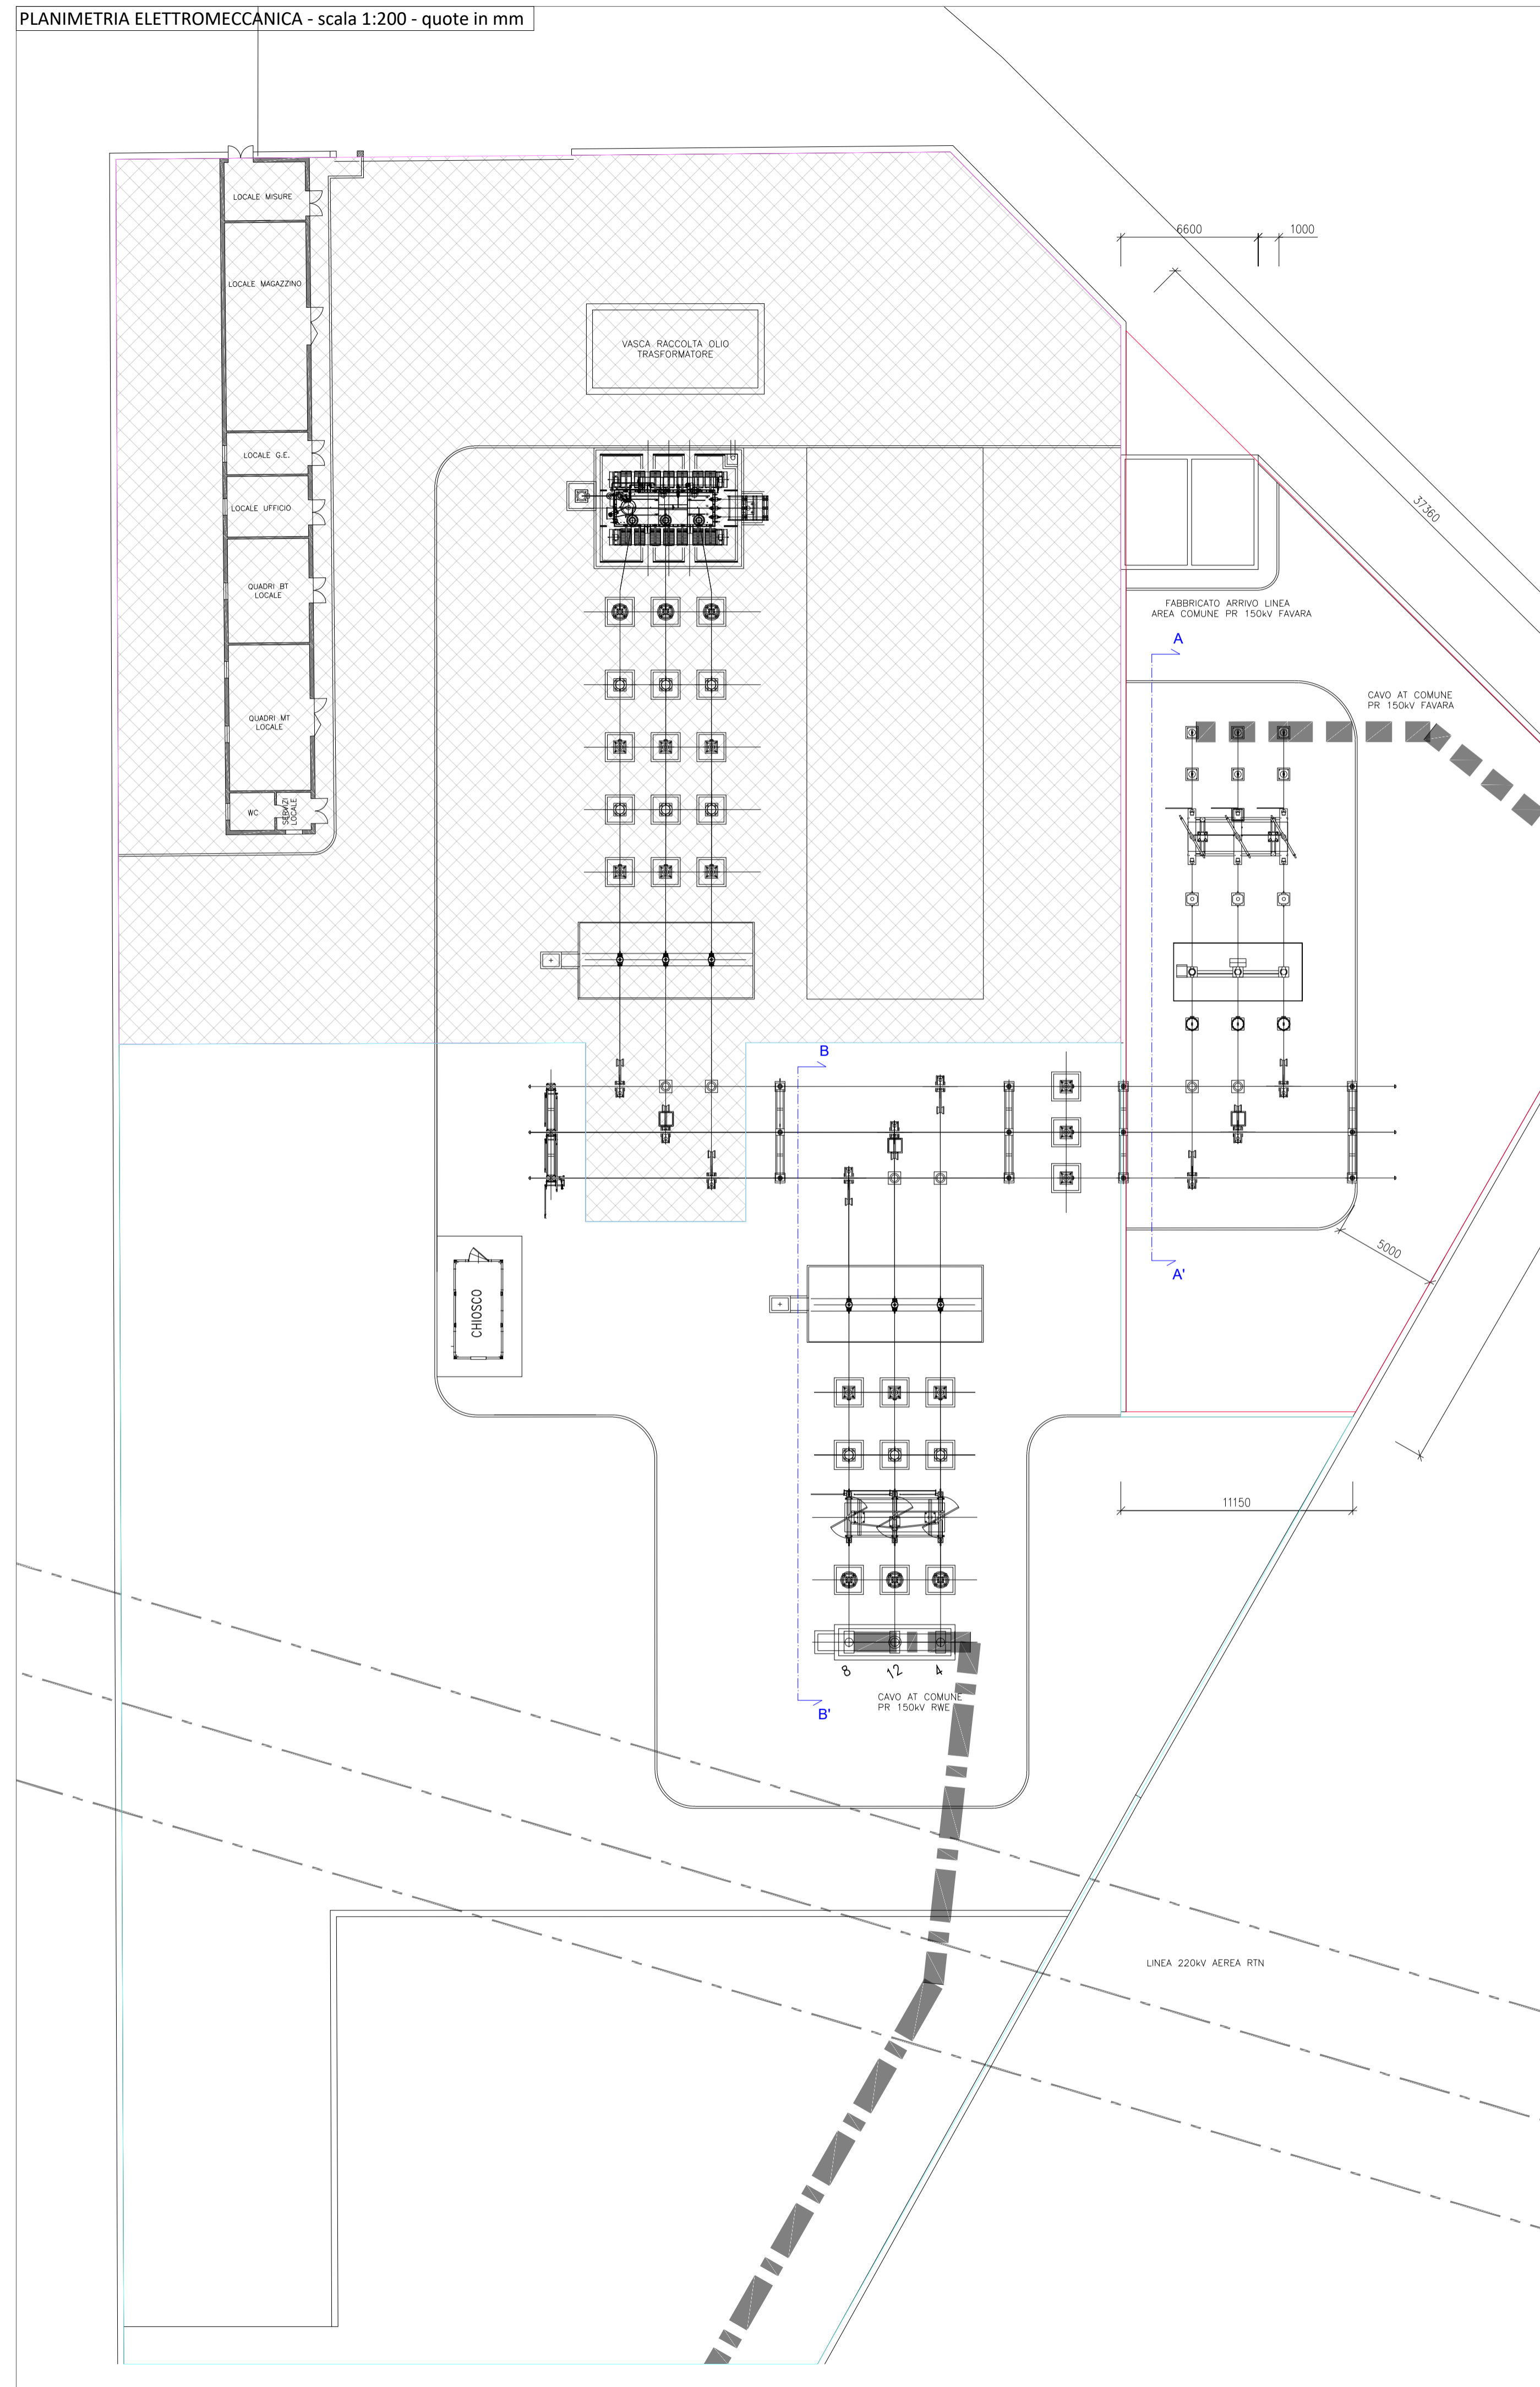 PLANIMETRIA ELETTROMECCANICA - scala 1:200 - quote in mm
LOCALE MISURE
LOCALE MAGAZZINO
LOCALE G.E.
LOCALE UFFICIO
QUADRI BT
LOCALE
QUADRI MT
LOCALE
WC
SERVIZI
LOCALE
VASCA RACCOLTA OLIO
TRASFORMATORE
6600
1000
37360
FABBRICATO ARRIVO LINEA
AREA COMUNE PR 150kV FAVARA
A
CAVO AT COMUNE
PR 150kV FAVARA
B
5000
A'
CHIOSCO
11150
8
12
4
CAVO AT COMUNE
PR 150kV RWE
B'
LINEA 220kV AEREA RTN